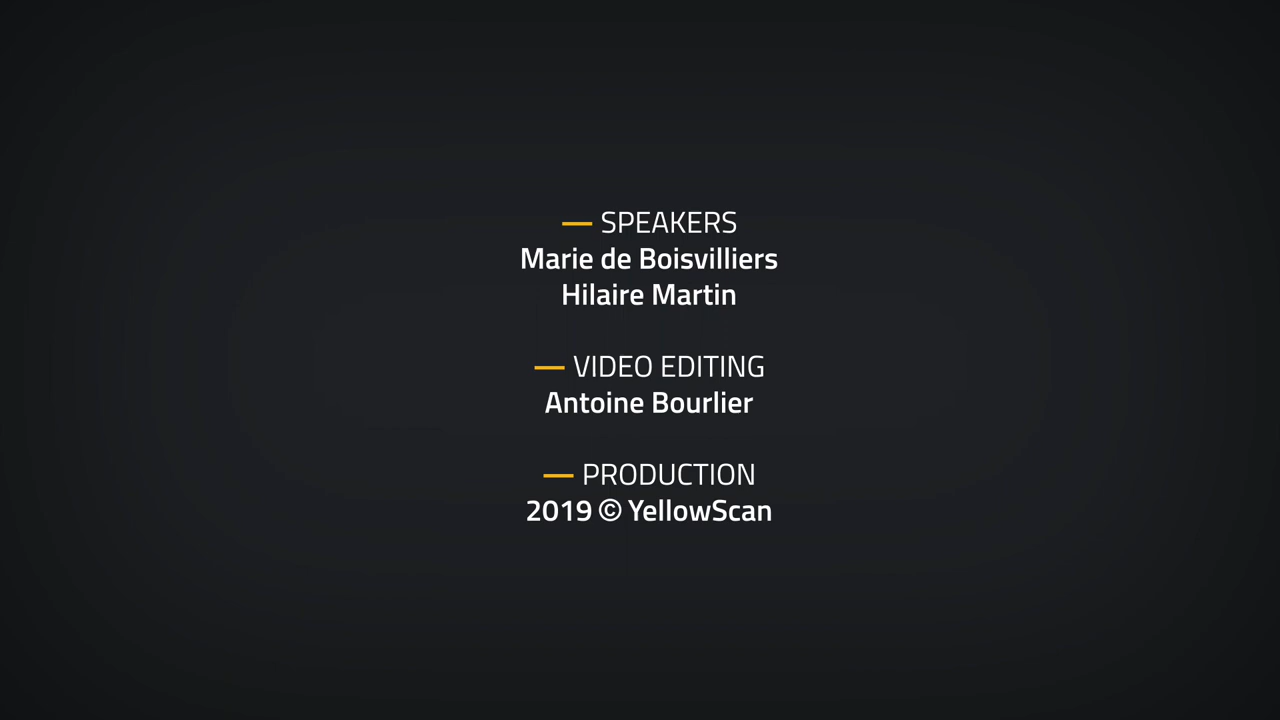 — SPEAKERS
Marie de Boisvilliers
Hilaire Martin
— VIDEO EDITING
Antoine Bourlier
— PRODUCTION
2019 © YellowScan